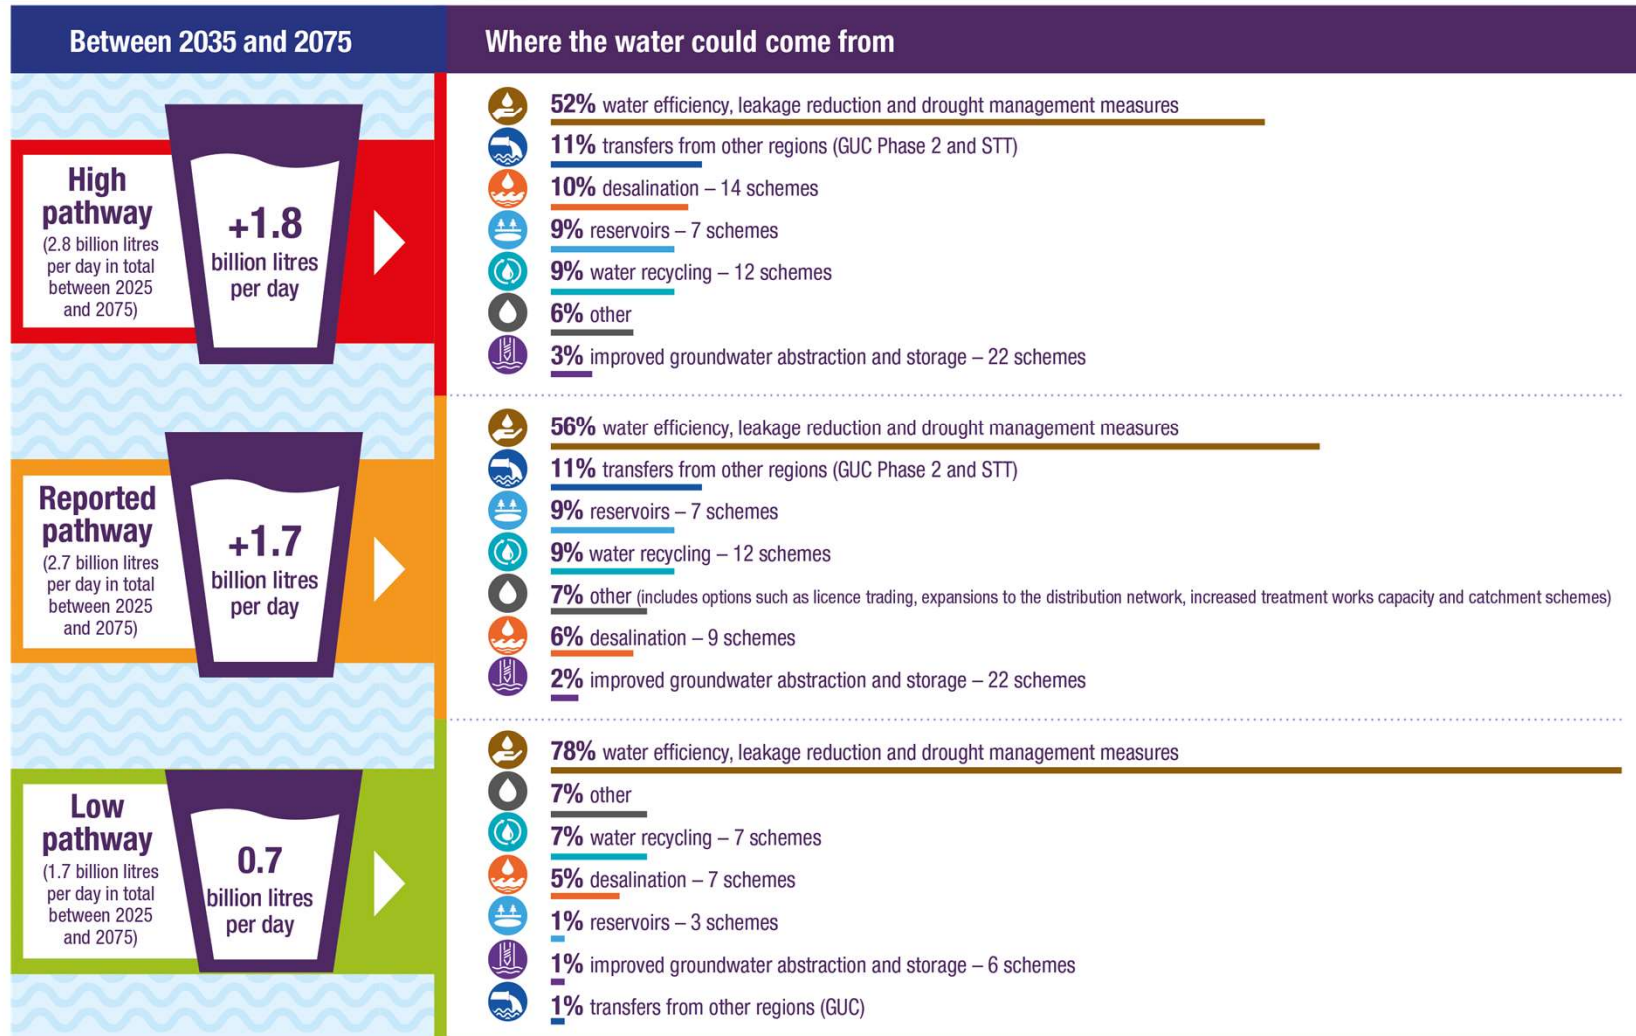 Between 2035 and 2075
Where the water could come from
High
pathway
(2.8 billion litres
per day in total
between 2025
and 2075)
+1.8
billion litres
per day
52% water efficiency, leakage reduction and drought management measures
11% transfers from other regions (GUC Phase 2 and STT)
10% desalination – 14 schemes
9% reservoirs – 7 schemes
9% water recycling – 12 schemes
6% other
3% improved groundwater abstraction and storage – 22 schemes
Reported
pathway
(2.7 billion litres
per day in total
between 2025
and 2075)
+1.7
billion litres
per day
56% water efficiency, leakage reduction and drought management measures
11% transfers from other regions (GUC Phase 2 and STT)
9% reservoirs – 7 schemes
9% water recycling – 12 schemes
7% other (includes options such as licence trading, expansions to the distribution network, increased treatment works capacity and catchment schemes)
6% desalination – 9 schemes
2% improved groundwater abstraction and storage – 22 schemes
Low
pathway
(1.7 billion litres
per day in total
between 2025
and 2075)
0.7
billion litres
per day
78% water efficiency, leakage reduction and drought management measures
7% other
7% water recycling – 7 schemes
5% desalination – 7 schemes
1% reservoirs – 3 schemes
1% improved groundwater abstraction and storage – 6 schemes
1% transfers from other regions (GUC)